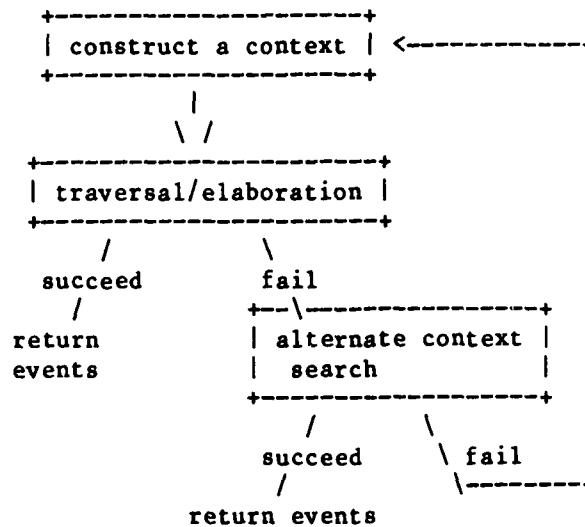 construct a context
traversal/elaboration
succeed fail
return
events
alternate context
search
succeed fail
return events